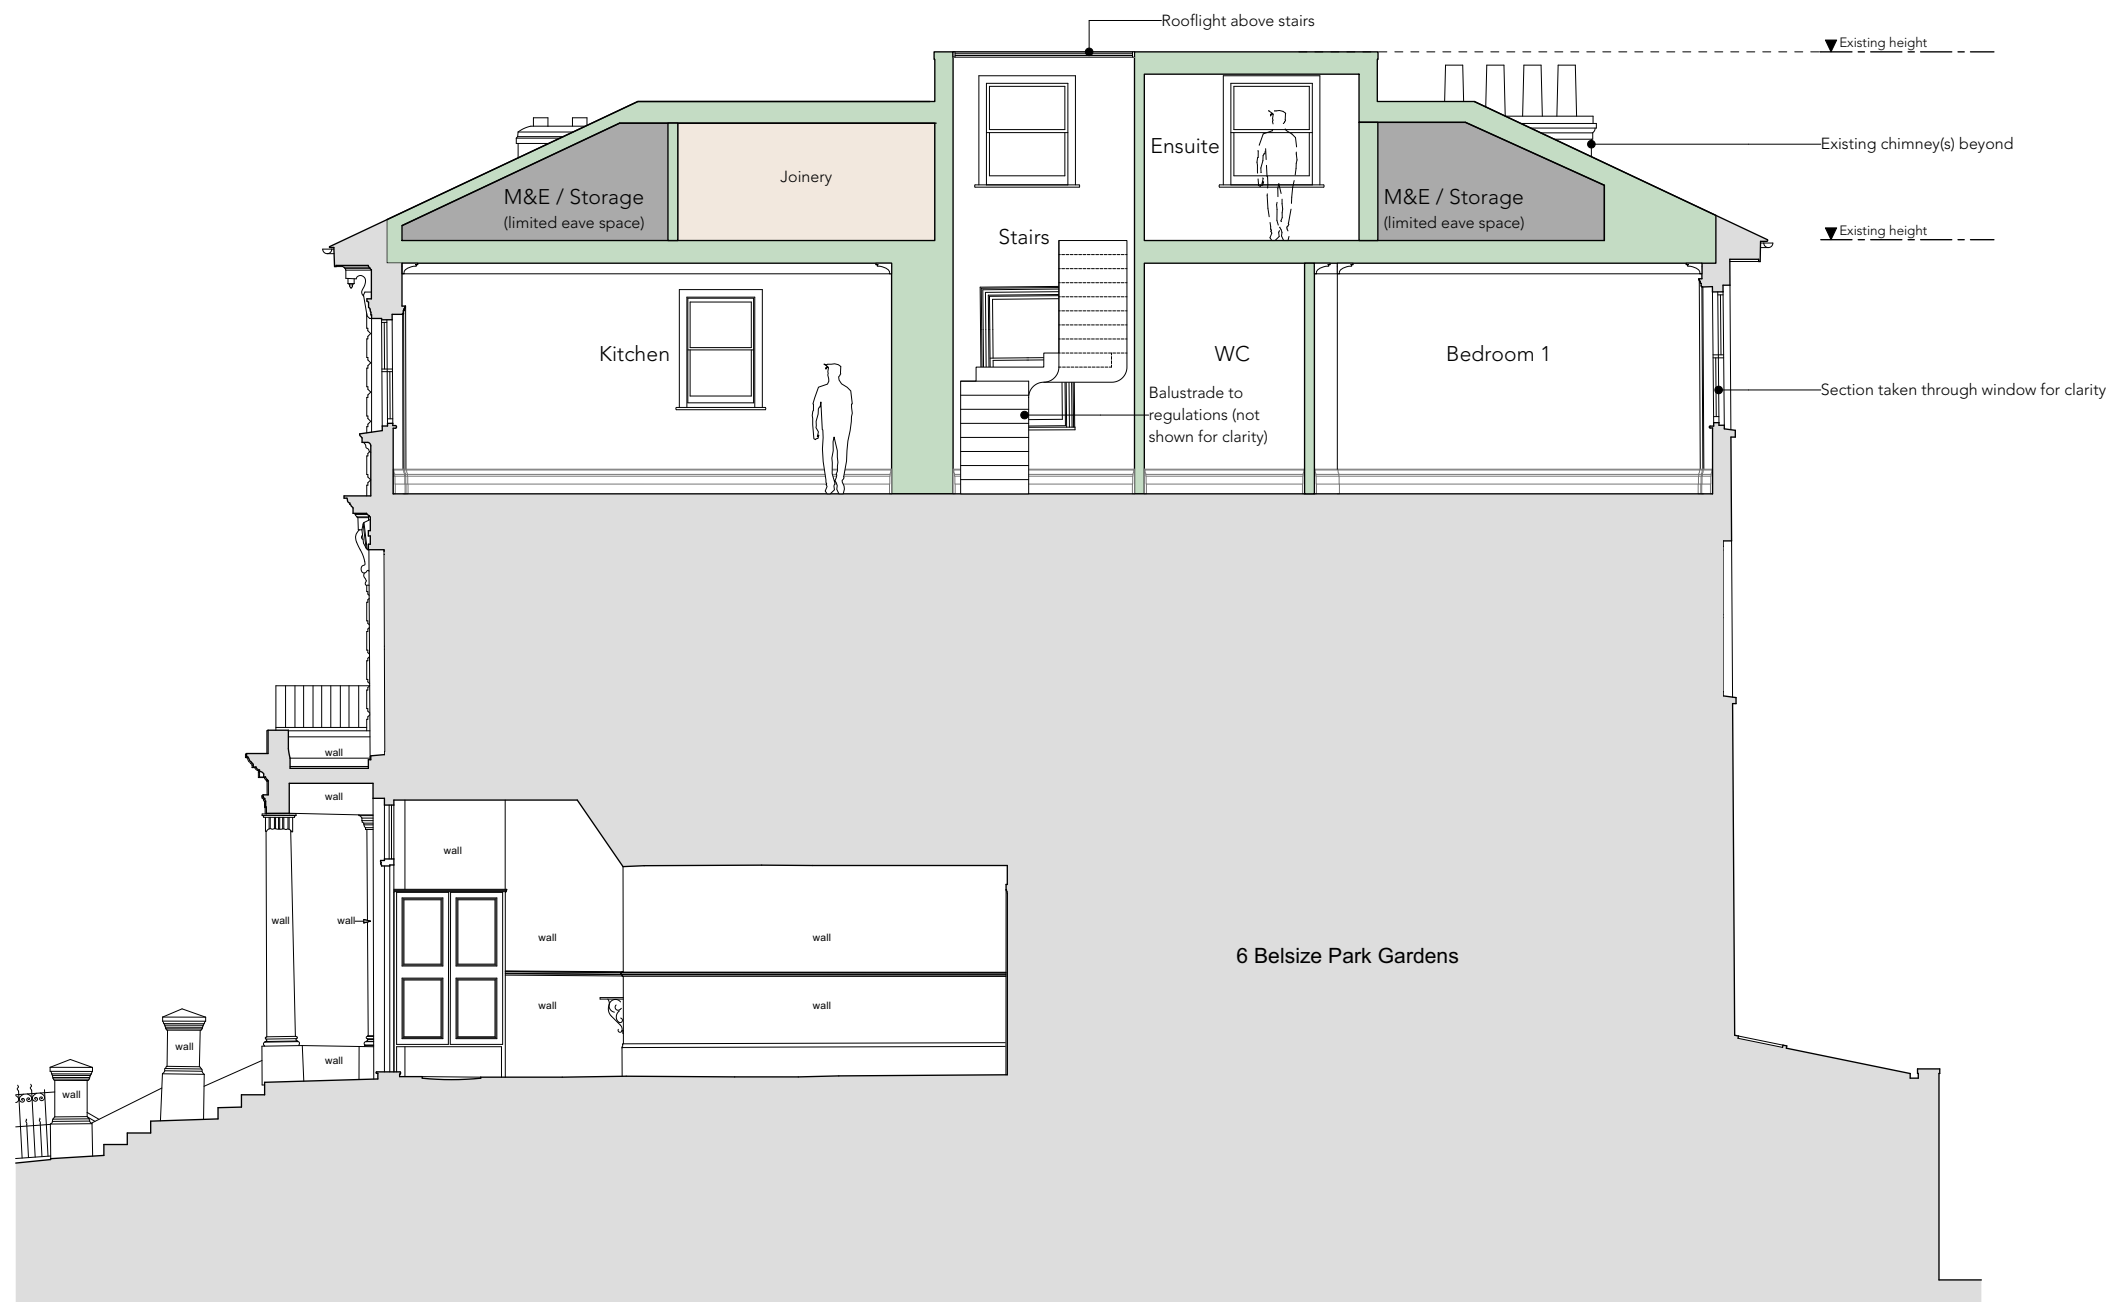 Rooflight above stairs
Existing height
Existing chimney(s) beyond
Ensuite
Joinery
M&E / Storage
(limited eave space)
M&E / Storage
(limited eave space)
Stairs
Existing height
Kitchen
WC
Bedroom 1
Balustrade to
regulations (not
shown for clarity)
Section taken through window for clarity
wall
wall
wall
wall
wall
wall
wall
wall
wall
6 Belsize Park Gardens
wall
wall
wall